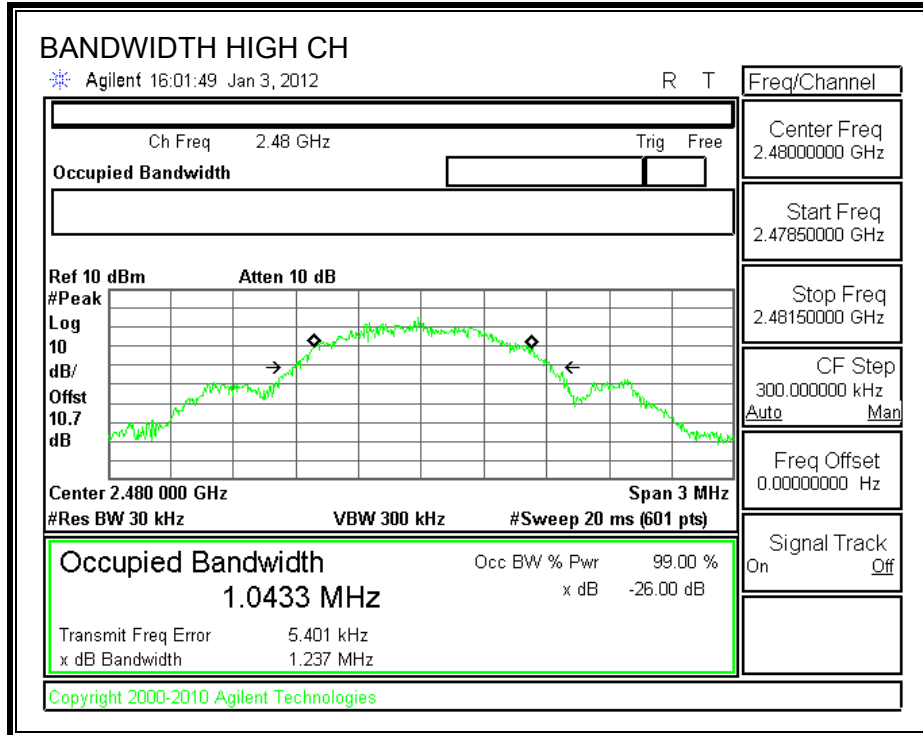 BANDWIDTH HIGH CH
Agilent 16:01:49 Jan 3, 2012 R T
Freq/Channel
Ch Freq 2.48 GHz Trig Free
Occupied Bandwidth
Center Freq
2.48000000 GHz
Start Freq
2.47850000 GHz
Stop Freq
2.48150000 GHz
CF Step
300.000000 kHz
Auto Man
Freq Offset
0.00000000 Hz
Signal Track
On Off
Ref 10 dBm Atten 10 dB
#Peak
Log
10
dB/
Offst
10.7
dB
Center 2.480 000 GHz Span 3 MHz
#Res BW 30 kHz VBW 300 kHz #Sweep 20 ms (601 pts)
Occupied Bandwidth
1.0433 MHz
Occ BW % Pwr 99.00 %
x dB -26.00 dB
Transmit Freq Error 5.401 kHz
x dB Bandwidth 1.237 MHz
Copyright 2000-2010 Agilent Technologies